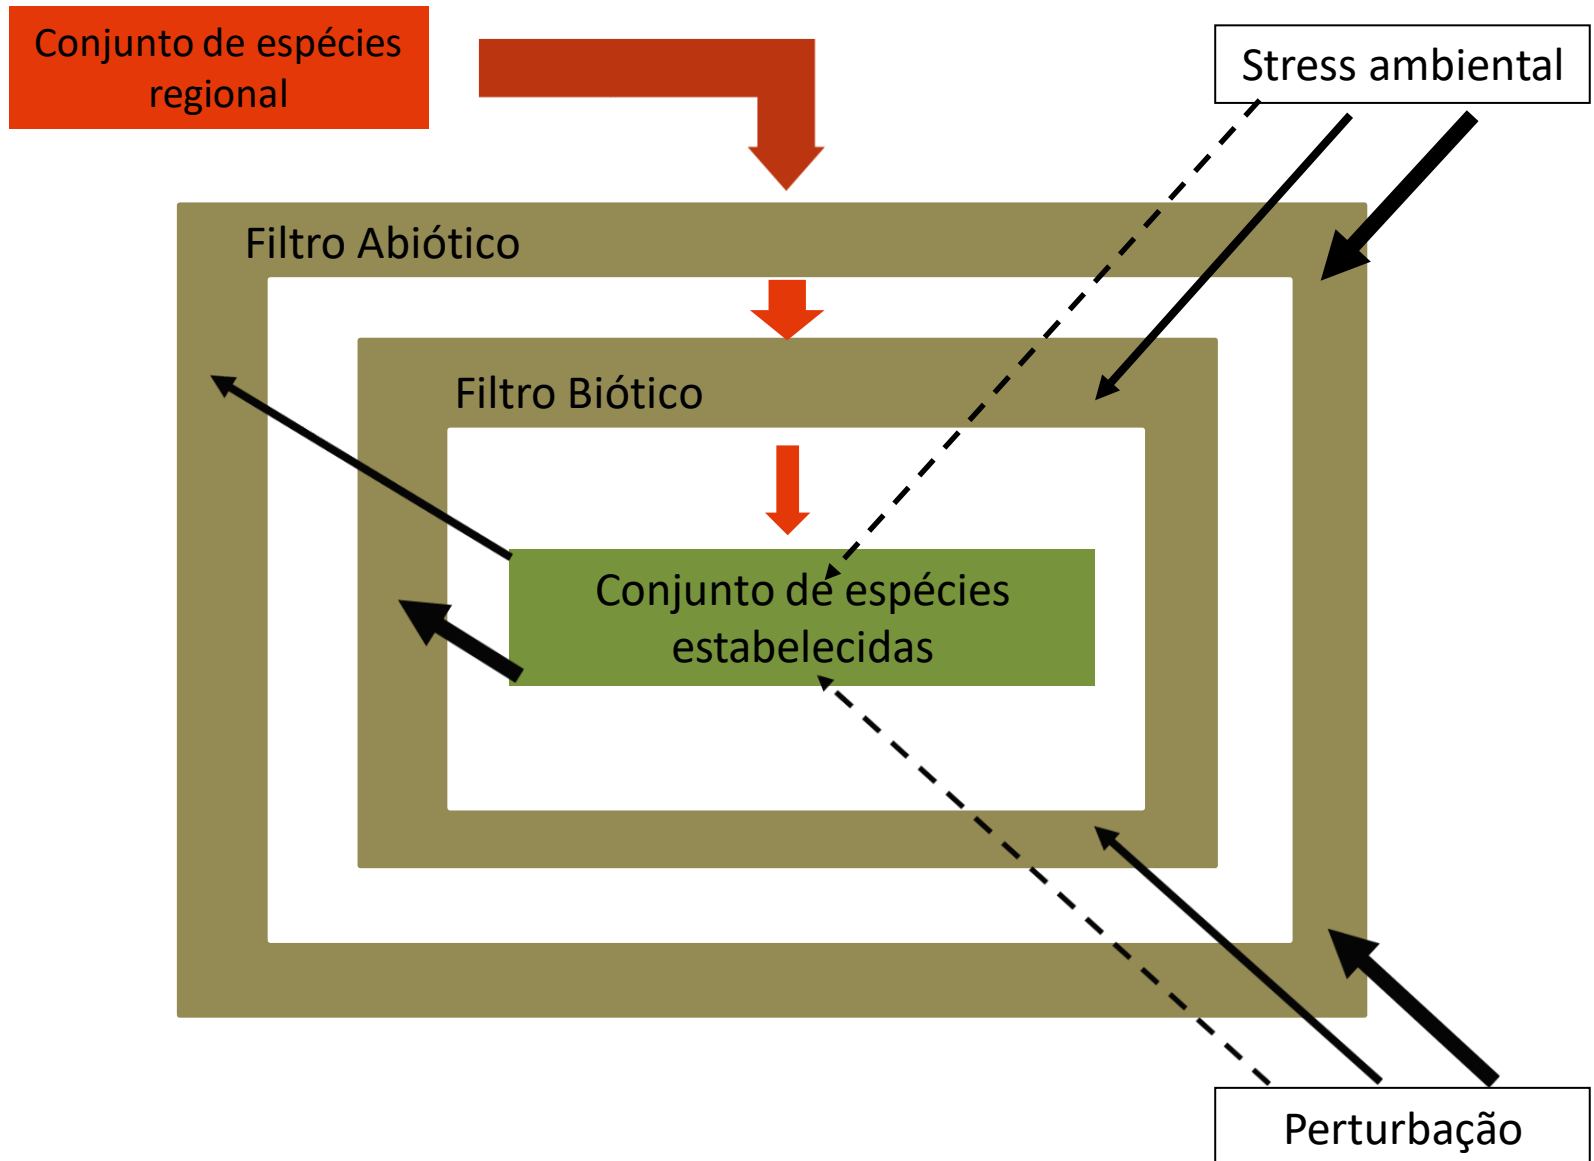 Conjunto de espécies
regional
Stress ambiental
Filtro Abiótico
Filtro Biótico
Conjunto de espécies
estabelecidas
Perturbação